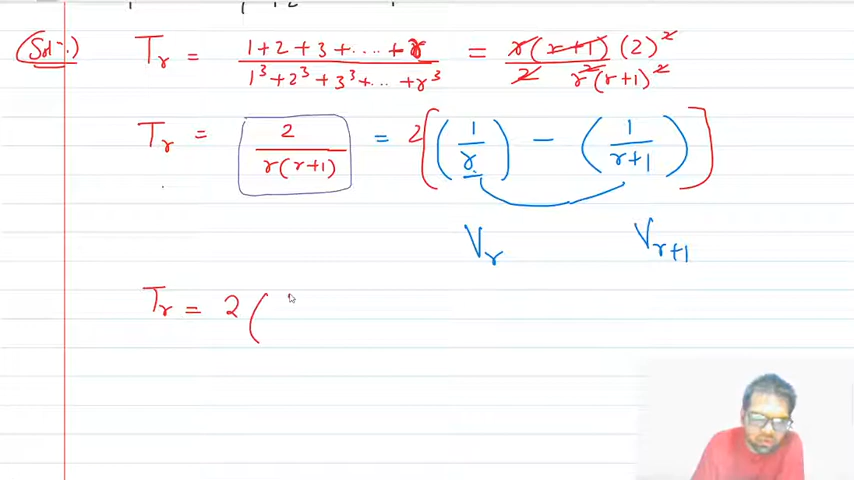 (Solⁿ:) Tr = 1+2+3+....+r / 1³+2³+3³+...+r³ = r(r+1)(2)² / 2 r²(r+1)²
Tr = 2 / r(r+1) = 2[(1/r) − (1/r+1)]
Vr Vr+1
Tr = 2(